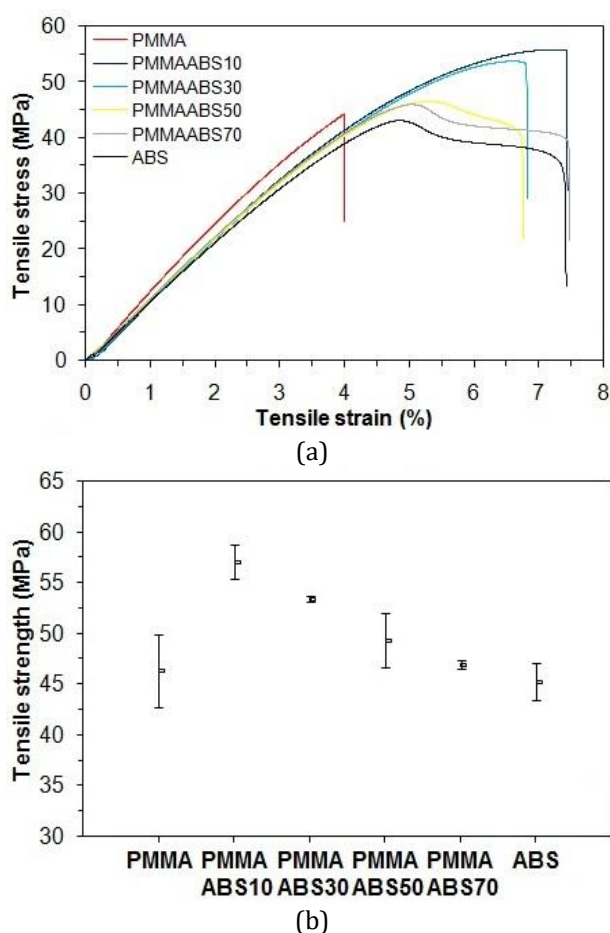 60
50
40
30
20
10
0
Tensile stress (MPa)
PMMA
PMMAABS10
PMMAABS30
PMMAABS50
PMMAABS70
ABS
0 1 2 3 4 5 6 7 8
Tensile strain (%)
(a)
65
60
55
50
45
40
35
30
Tensile strength (MPa)
PMMA PMMA PMMA PMMA PMMA ABS
ABS10 ABS30 ABS50 ABS70
(b)